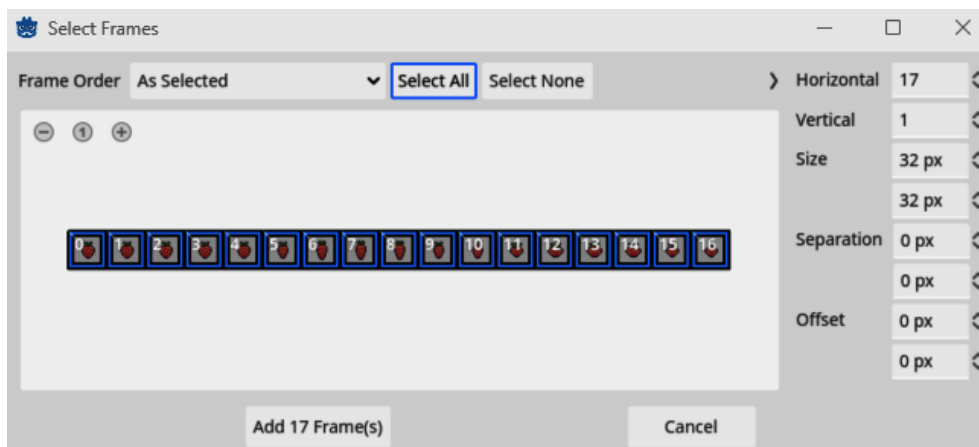 Select Frames
Frame Order As Selected Select All Select None
Horizontal 17
Vertical 1
Size 32 px
32 px
Separation 0 px
0 px
Offset 0 px
0 px
1
0 1 2 3 4 5 6 7 8 9 10 11 12 13 14 15 16
Add 17 Frame(s) Cancel